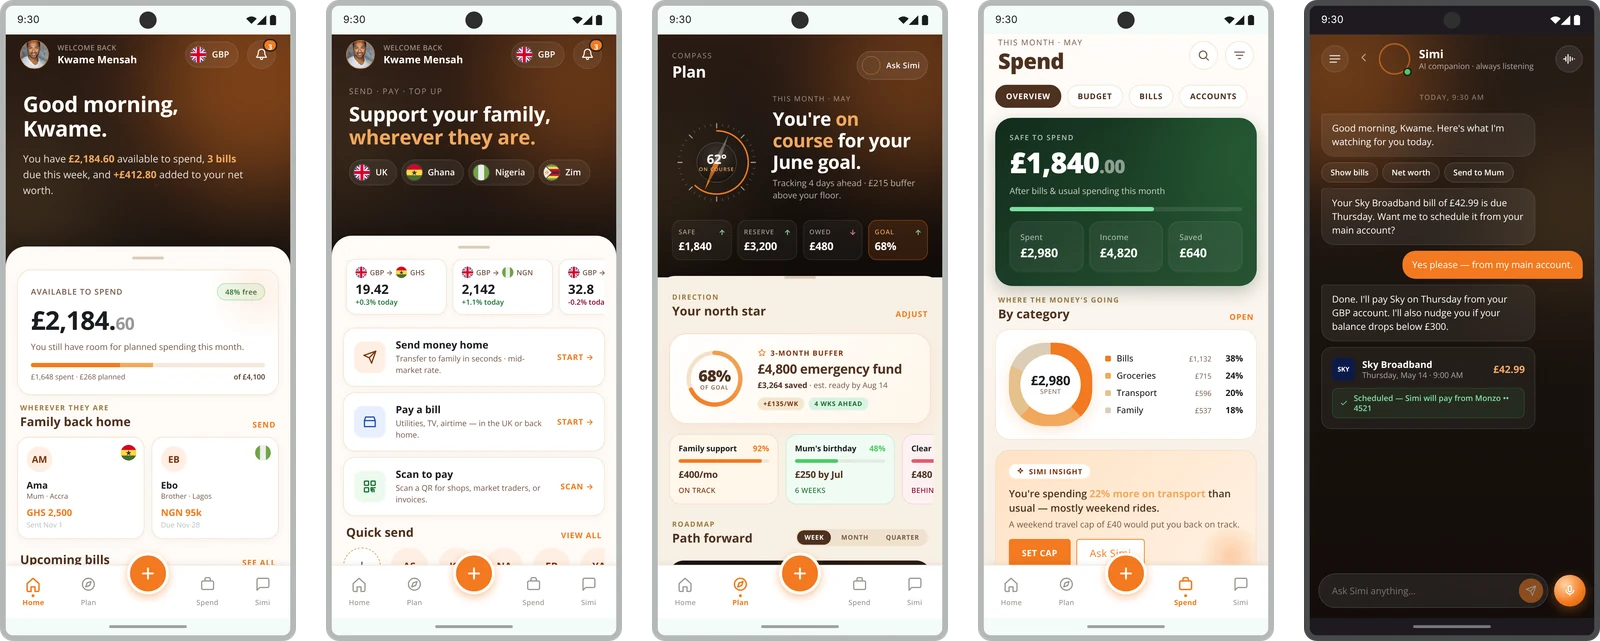 9:30
WELCOME BACK
Kwame Mensah
GBP
3
Good morning,
Kwame.
You have £2,184.60 available to spend, 3 bills
due this week, and +£412.80 added to your net
worth.
AVAILABLE TO SPEND
48% free
£2,184.60
You still have room for planned spending this month.
£1,648 spent · £268 planned
of £4,100
WHEREVER THEY ARE
Family back home
SEND
AM
Ama
Mum · Accra
GHS 2,500
Sent Nov 1
EB
Ebo
Brother · Lagos
NGN 95k
Due Nov 28
Upcoming bills
SEE ALL
Home
Plan
Spend
Simi
9:30
WELCOME BACK
Kwame Mensah
GBP
3
SEND · PAY · TOP UP
Support your family,
wherever they are.
UK
Ghana
Nigeria
Zim
GBP → GHS
19.42
+0.3% today
GBP → NGN
2,142
+1.1% today
GBP →
32.8
-0.2% toda
Send money home
Transfer to family in seconds · mid-
market rate.
START →
Pay a bill
Utilities, TV, airtime — in the UK or back
home.
START →
Scan to pay
Scan a QR for shops, market traders, or
invoices.
SCAN →
Quick send
VIEW ALL
Home
Plan
Spend
Simi
9:30
COMPASS
Plan
Ask Simi
THIS MONTH · MAY
You're on
course for your
June goal.
62°
ON COURSE
Tracking 4 days ahead · £215 buffer
above your floor.
SAFE ↑
£1,840
RESERVE ↑
£3,200
OWED ↓
£480
GOAL ↑
68%
DIRECTION
Your north star
ADJUST
68%
OF GOAL
3-MONTH BUFFER
£4,800 emergency fund
£3,264 saved · est. ready by Aug 14
+£135/WK
4 WKS AHEAD
Family support
92%
£400/mo
ON TRACK
Mum's birthday
48%
£250 by Jul
6 WEEKS
Clear
£480
BEHIN
ROADMAP
Path forward
WEEK
MONTH
QUARTER
Home
Plan
Spend
Simi
9:30
THIS MONTH · MAY
Spend
OVERVIEW
BUDGET
BILLS
ACCOUNTS
SAFE TO SPEND
£1,840.00
After bills & usual spending this month
Spent
£2,980
Income
£4,820
Saved
£640
WHERE THE MONEY'S GOING
By category
OPEN
£2,980
SPENT
Bills £1,132 38%
Groceries £715 24%
Transport £596 20%
Family £537 18%
SIMI INSIGHT
You're spending 22% more on transport than
usual — mostly weekend rides.
A weekend travel cap of £40 would put you back on track.
SET CAP
Ask Simi
Home
Plan
Spend
Simi
9:30
Simi
AI companion · always listening
TODAY, 9:30 AM
Good morning, Kwame. Here's what I'm
watching for you today.
Show bills
Net worth
Send to Mum
Your Sky Broadband bill of £42.99 is due
Thursday. Want me to schedule it from your
main account?
Yes please — from my main account.
Done. I'll pay Sky on Thursday from your
GBP account. I'll also nudge you if your
balance drops below £300.
SKY
Sky Broadband
Thursday, May 14 · 9:00 AM
£42.99
Scheduled — Simi will pay from Monzo ••
4521
Ask Simi anything...